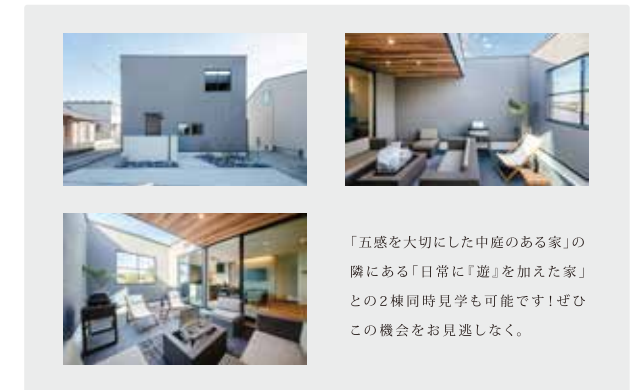 「五感を大切にした中庭のある家」の
隣にある「日常に『遊』を加えた家」
との2棟同時見学も可能です！ぜひ
この機会をお見逃しなく。